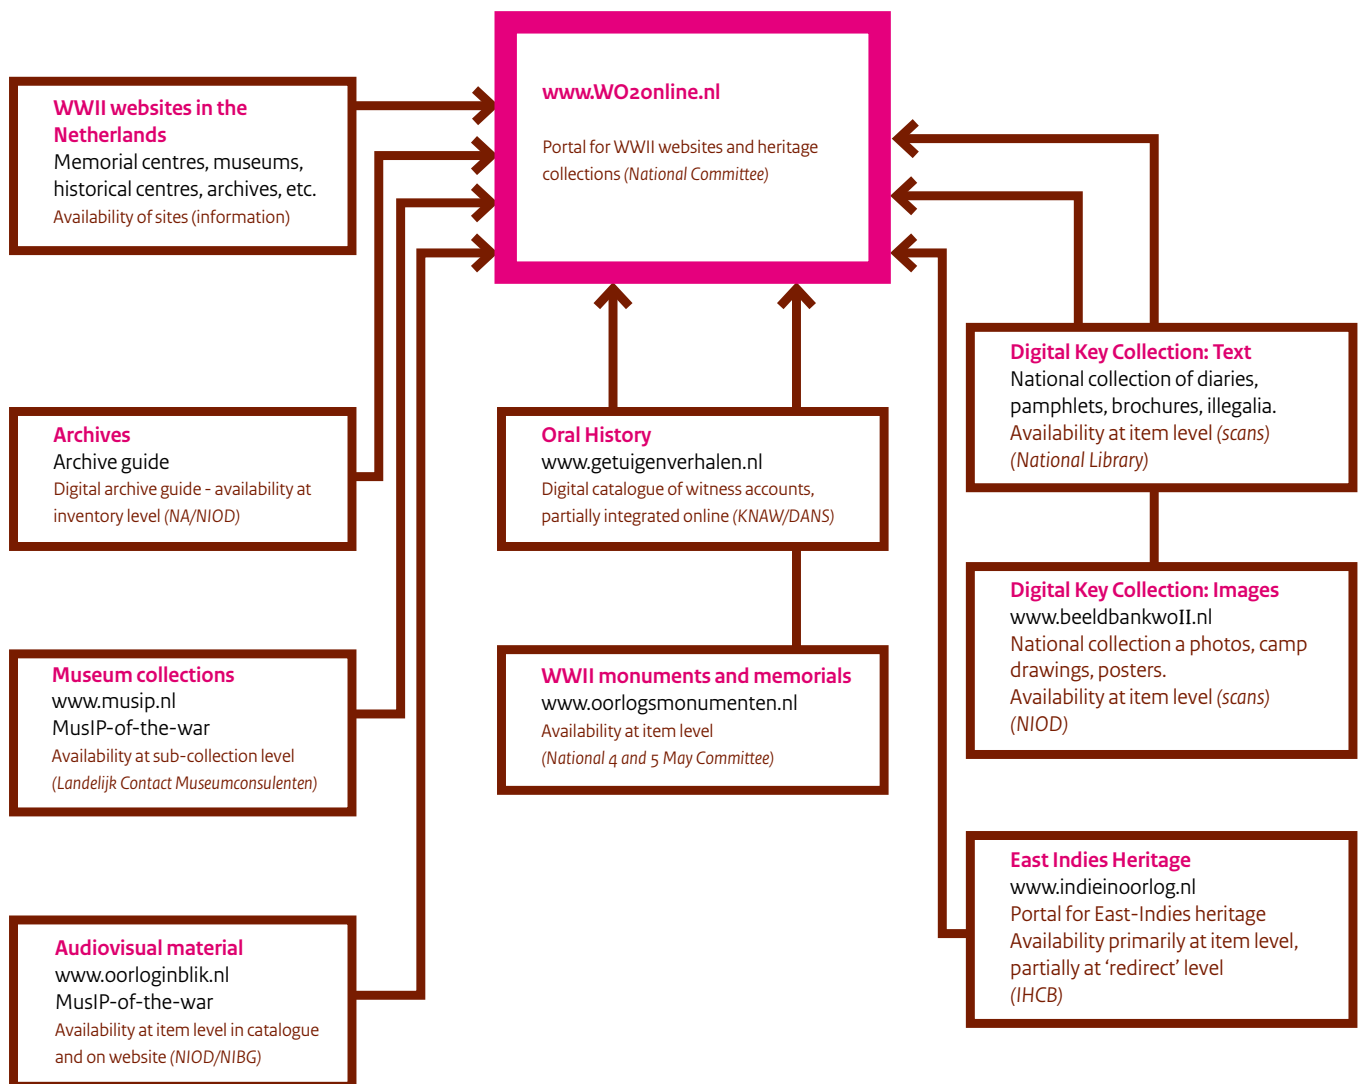 www.WO2online.nl
Portal for WWII websites and heritage
collections (National Committee)
WWII websites in the
Netherlands
Memorial centres, museums,
historical centres, archives, etc.
Availability of sites (information)
Archives
Archive guide
Digital archive guide - availability at
inventory level (NA/NIOD)
Museum collections
www.musip.nl
MusIP-of-the-war
Availability at sub-collection level
(Landelijk Contact Museumconsulenten)
Audiovisual material
www.oorloginblik.nl
MusIP-of-the-war
Availability at item level in catalogue
and on website (NIOD/NIBG)
Oral History
www.getuigenverhalen.nl
Digital catalogue of witness accounts,
partially integrated online (KNAW/DANS)
WWII monuments and memorials
www.oorlogsmonumenten.nl
Availability at item level
(National 4 and 5 May Committee)
Digital Key Collection: Text
National collection of diaries,
pamphlets, brochures, illegalia.
Availability at item level (scans)
(National Library)
Digital Key Collection: Images
www.beeldbankwoII.nl
National collection a photos, camp
drawings, posters.
Availability at item level (scans)
(NIOD)
East Indies Heritage
www.indieinoorlog.nl
Portal for East-Indies heritage
Availability primarily at item level,
partially at ‘redirect’ level
(IHCB)